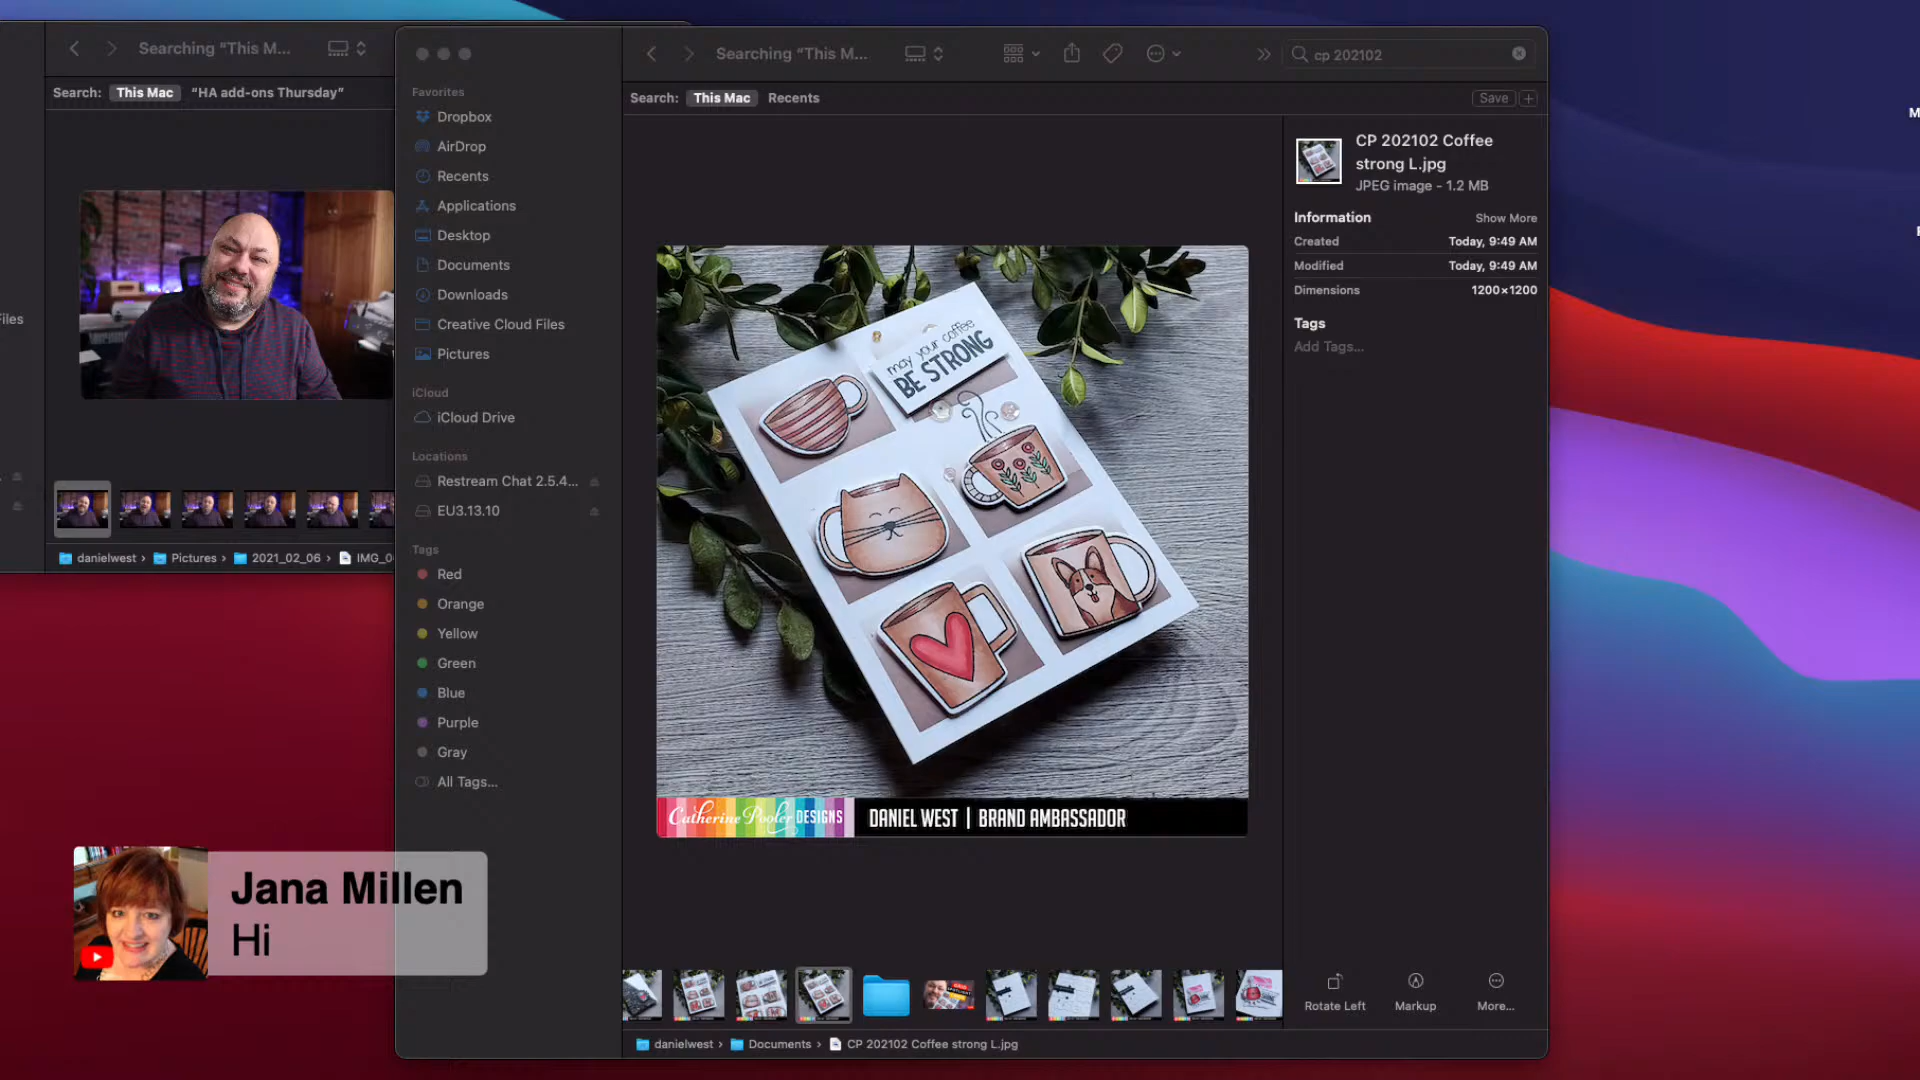 Searching “This M...
Search: This Mac “HA add-ons Thursday”
Files
danielwest › Pictures › 2021_02_06 ›
Favorites
Dropbox
AirDrop
Recents
Applications
Desktop
Documents
Downloads
Creative Cloud Files
Pictures
iCloud
iCloud Drive
Locations
Restream Chat 2.5.4...
EU3.13.10
Tags
Red
Orange
Yellow
Green
Blue
Purple
Gray
All Tags...
Searching “This M...
cp 202102
Search: This Mac Recents
Save
may your coffee
BE STRONG
Catherine Pooler DESIGNS
DANIEL WEST | BRAND AMBASSADOR
CP 202102 Coffee
strong L.jpg
JPEG image - 1.2 MB
Information Show More
Created Today, 9:49 AM
Modified Today, 9:49 AM
Dimensions 1200×1200
Tags
Add Tags...
Rotate Left Markup More...
danielwest › Documents › CP 202102 Coffee strong L.jpg
Jana Millen
Hi